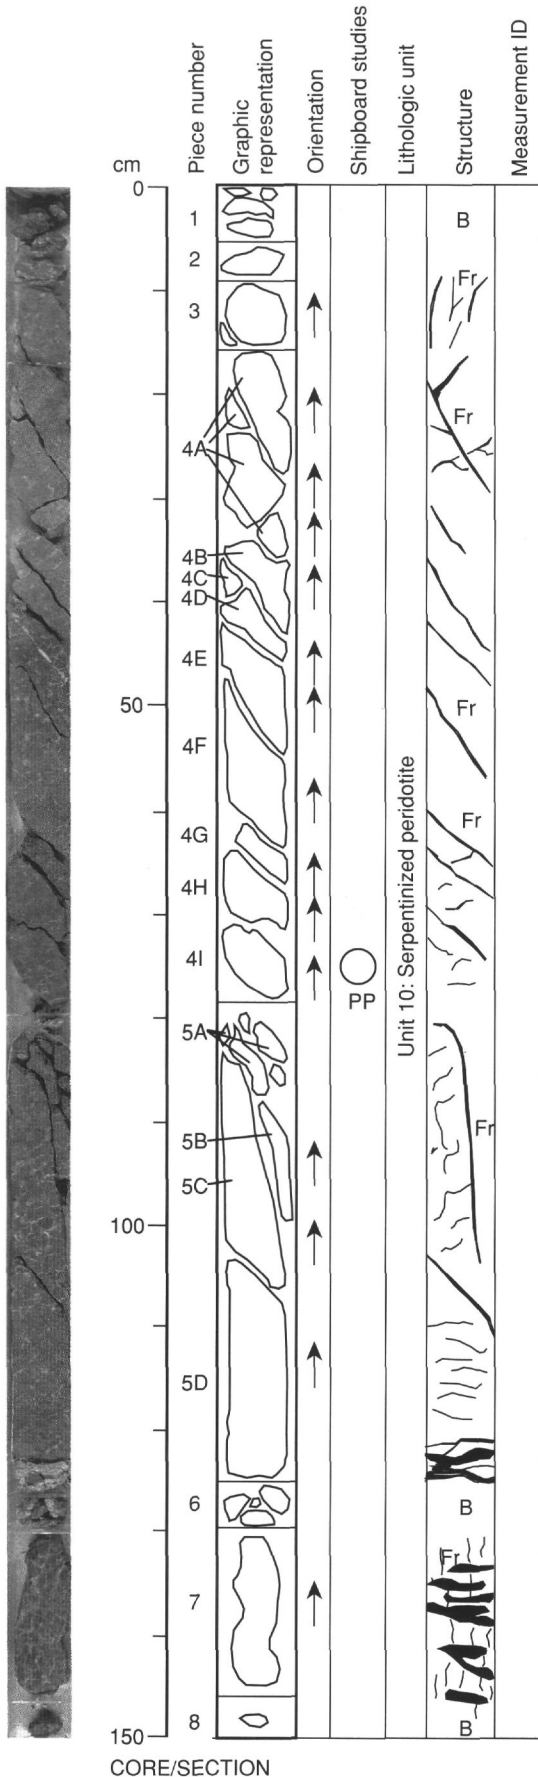 cm
Piece number
Graphic
representation
Orientation
Shipboard studies
Lithologic unit
Structure
Measurement ID
0
1
B
2
Fr
3
Fr
4A
4B
4C
4D
4E
50
Fr
4F
Fr
4G
4H
4I
PP
Unit 10: Serpentinized peridotite
5A
5B
Fr
5C
100
5D
6
B
Fr
7
8
B
150
CORE/SECTION